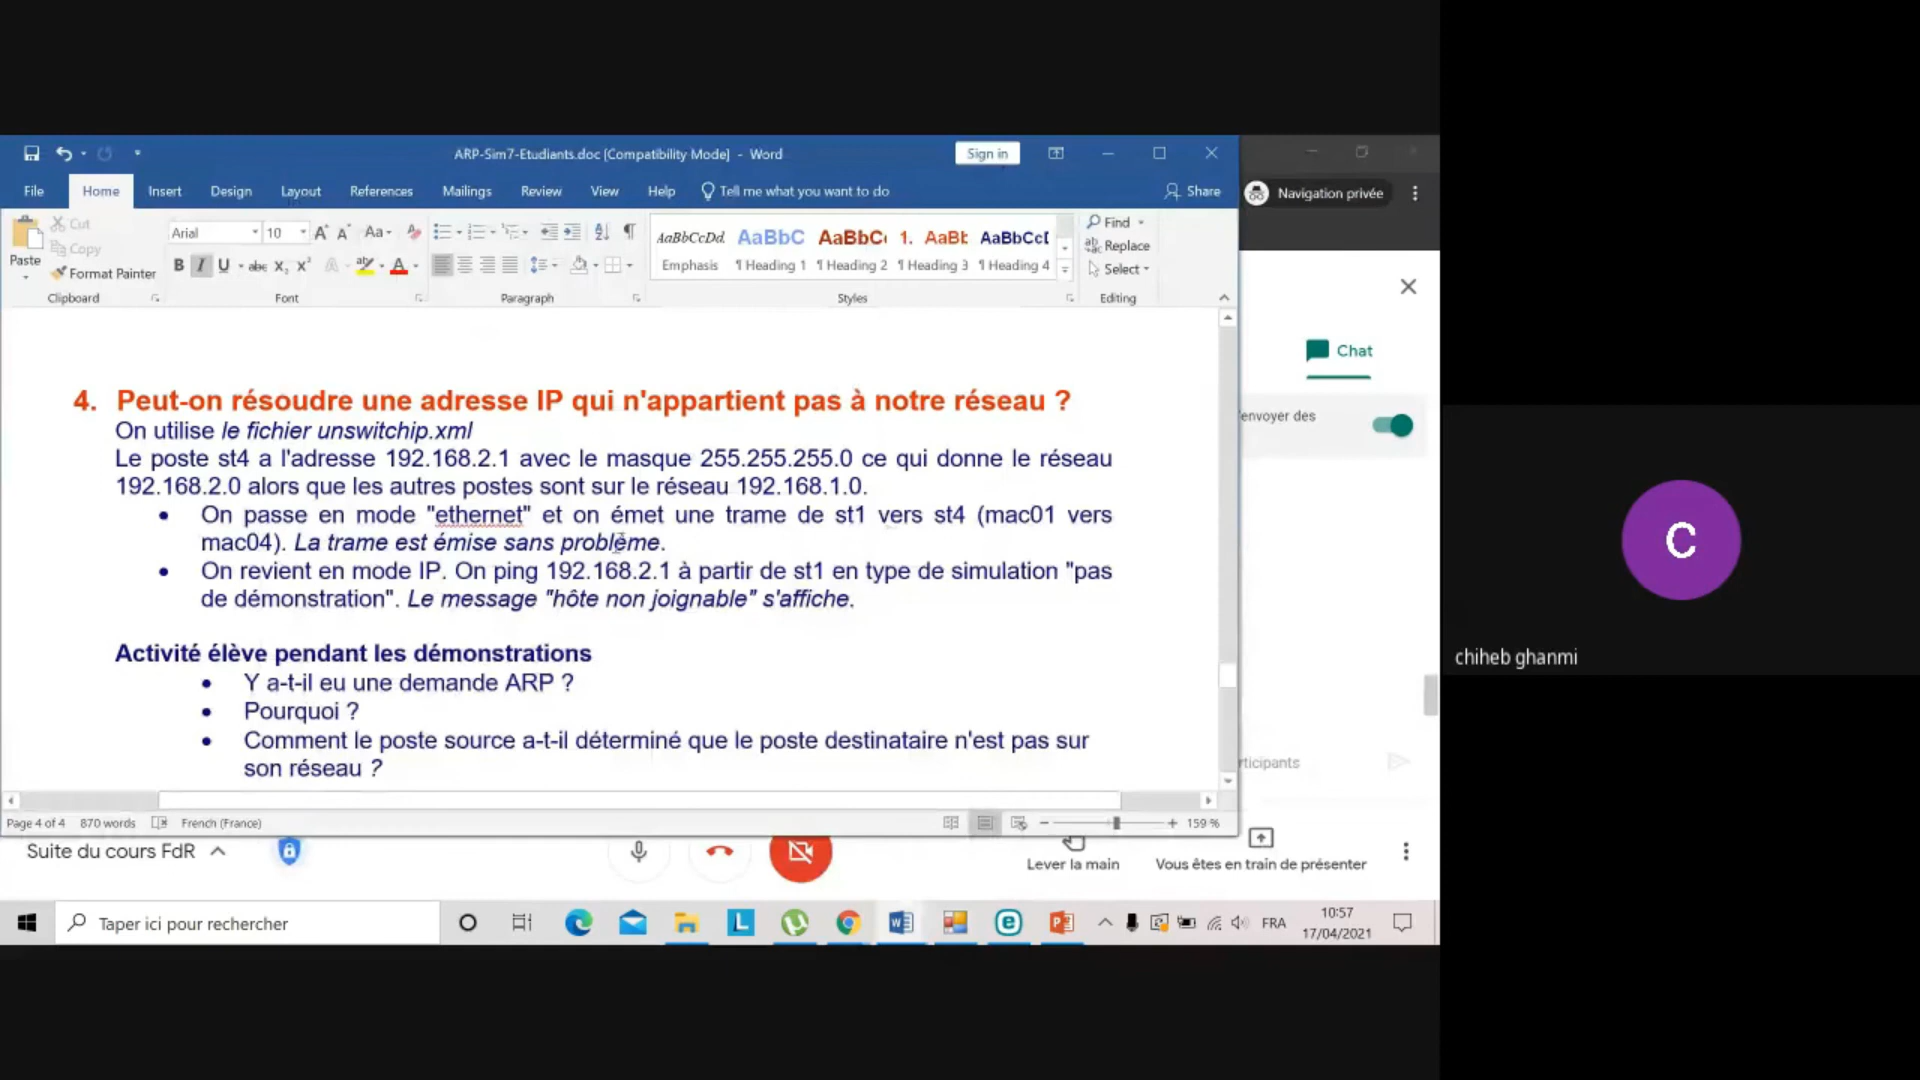 ARP-Sim7-Etudiants.doc [Compatibility Mode] - Word
Sign in
File Home Insert Design Layout References Mailings Review View Help Tell me what you want to do Share
Navigation privée
Paste
Cut
Copy
Format Painter
Clipboard
Arial 10
Font
Paragraph
AaBbCcDd. AaBbC AaBbC 1. AaBb AaBbCcD
Emphasis ¶ Heading 1 ¶ Heading 2 ¶ Heading 3 ¶ Heading 4
Styles
Find
Replace
Select
Editing
Chat
envoyer des
4. Peut-on résoudre une adresse IP qui n'appartient pas à notre réseau ?
On utilise le fichier unswitchip.xml
Le poste st4 a l'adresse 192.168.2.1 avec le masque 255.255.255.0 ce qui donne le réseau
192.168.2.0 alors que les autres postes sont sur le réseau 192.168.1.0.
• On passe en mode "ethernet" et on émet une trame de st1 vers st4 (mac01 vers
mac04). La trame est émise sans problème.
• On revient en mode IP. On ping 192.168.2.1 à partir de st1 en type de simulation "pas
de démonstration". Le message "hôte non joignable" s'affiche.
Activité élève pendant les démonstrations
• Y a-t-il eu une demande ARP ?
• Pourquoi ?
• Comment le poste source a-t-il déterminé que le poste destinataire n'est pas sur
son réseau ?
rticipants
C
chiheb ghanmi
Page 4 of 4 870 words French (France) 159 %
Suite du cours FdR
Lever la main
Vous êtes en train de présenter
Taper ici pour rechercher
FRA
10:57
17/04/2021